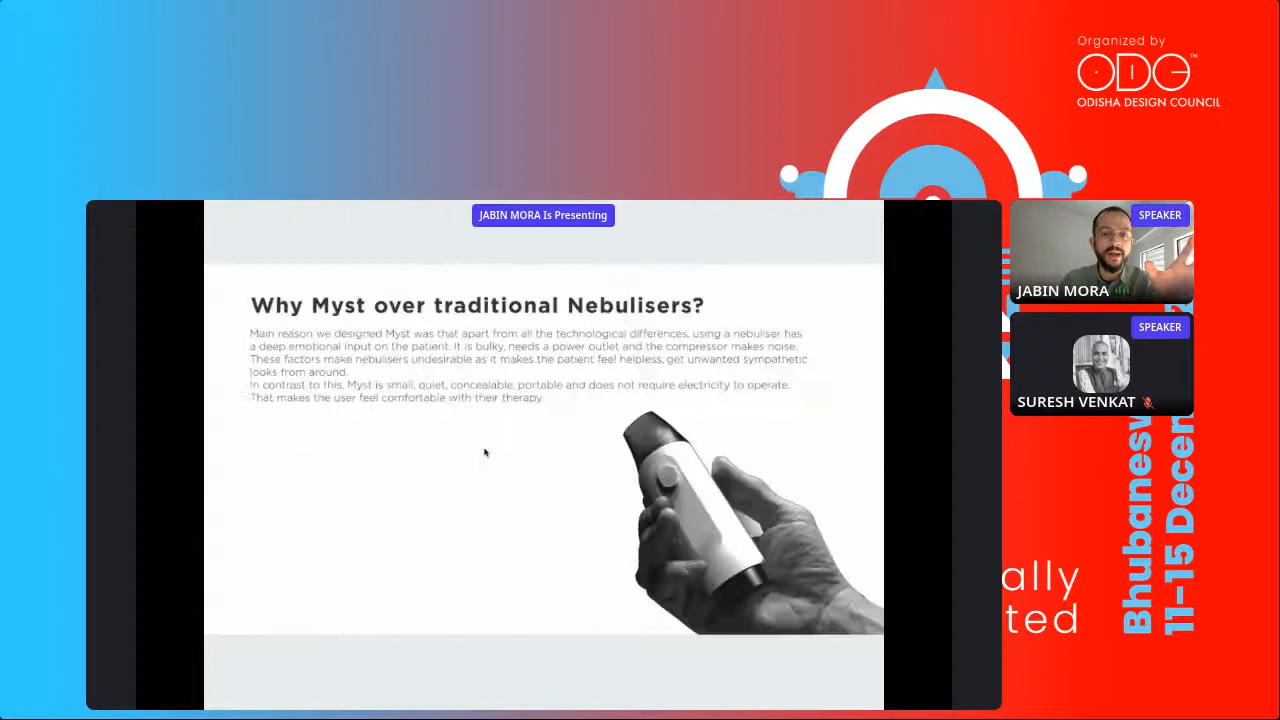 Organized by
ODC™
ODISHA DESIGN COUNCIL
JABIN MORA Is Presenting
Why Myst over traditional Nebulisers?
Main reason we designed Myst was that apart from all the technological differences, using a nebuliser has
a deep emotional input on the patient. It is bulky, needs a power outlet and the compressor makes noise.
These factors make nebulisers undesirable as it makes the patient feel helpless, get unwanted sympathetic
looks from around.
In contrast to this, Myst is small, quiet, concealable, portable and does not require electricity to operate.
That makes the user feel comfortable with their therapy.
SPEAKER
JABIN MORA
SPEAKER
SURESH VENKAT
ally
ted
Bhubanesw
11–15 Decem